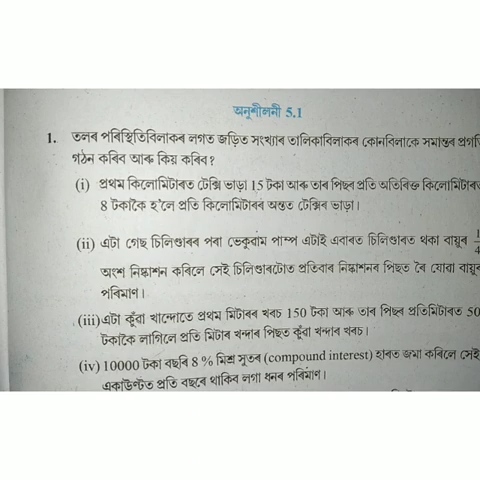 অনুশীলনী 5.1
1. তলৰ পৰিস্থিতিবিলাকৰ লগত জড়িত সংখ্যাৰ তালিকাবিলাকৰ কোনবিলাকে সমান্তৰ প্ৰগতি
গঠন কৰিব আৰু কিয় কৰিব?
(i) প্ৰথম কিলোমিটাৰত টেক্সি ভাড়া 15 টকা আৰু তাৰ পিছৰ প্ৰতি অতিৰিক্ত কিলোমিটাৰত
8 টকাকৈ হ'লে প্ৰতি কিলোমিটাৰৰ অন্তত টেক্সিৰ ভাড়া।
(ii) এটা গেছ চিলিণ্ডাৰৰ পৰা ভেকুৱাম পাম্প এটাই এবাৰত চিলিণ্ডাৰত থকা বায়ুৰ 1/4
অংশ নিষ্কাশন কৰিলে সেই চিলিণ্ডাৰটোত প্ৰতিবাৰ নিষ্কাশনৰ পিছত ৰৈ যোৱা বায়ুৰ
পৰিমাণ।
(iii) এটা কুঁৱা খান্দোতে প্ৰথম মিটাৰৰ খৰচ 150 টকা আৰু তাৰ পিছৰ প্ৰতিমিটাৰত 50
টকাকৈ লাগিলে প্ৰতি মিটাৰ খন্দাৰ পিছত কুঁৱা খন্দাৰ খৰচ।
(iv) 10000 টকা বছৰি 8 % মিশ্ৰ সূতৰ (compound interest) হাৰত জমা কৰিলে সেই
একাউণ্টত প্ৰতি বছৰে থাকিব লগা ধনৰ পৰিমাণ।